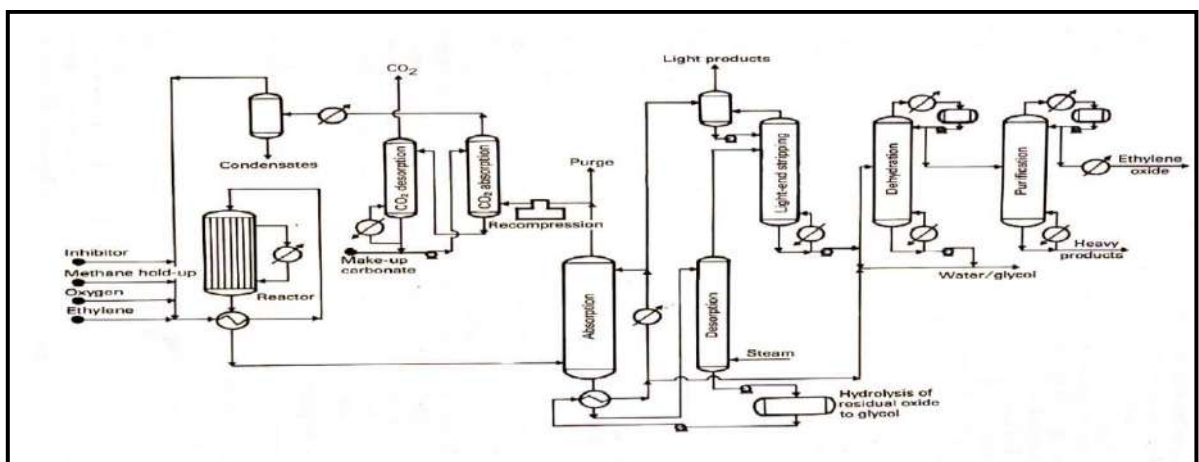 CO2
Light products
Condensates
CO2 desorption
CO2 absorption
Purge
Recompression
Light-end stripping
Dehydration
Purification
Ethylene
oxide
Inhibitor
Methane hold-up
Oxygen
Ethylene
Reactor
Make-up
carbonate
Heavy
products
Water/glycol
Absorption
Desorption
Steam
Hydrolysis of
residual oxide
to glycol